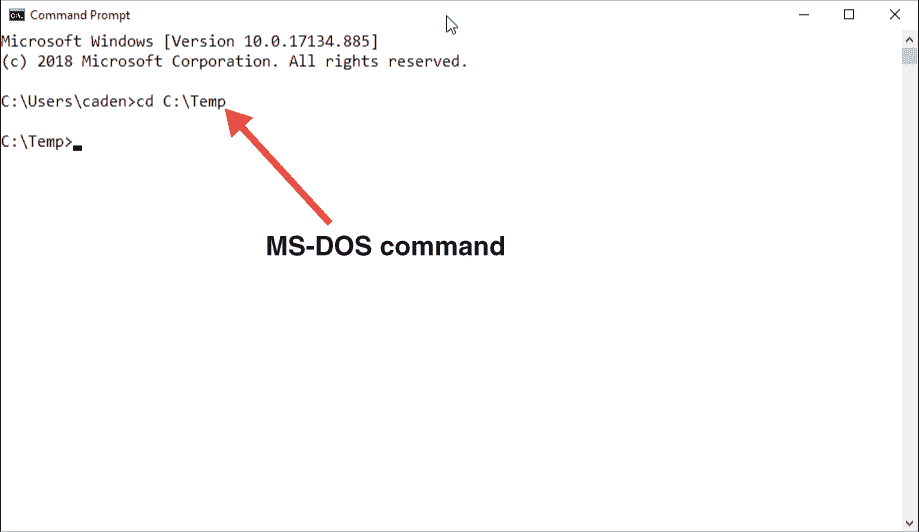 Command Prompt
Microsoft Windows [Version 10.0.17134.885]
(c) 2018 Microsoft Corporation. All rights reserved.
C:\Users\caden>cd C:\Temp
C:\Temp>
MS-DOS command